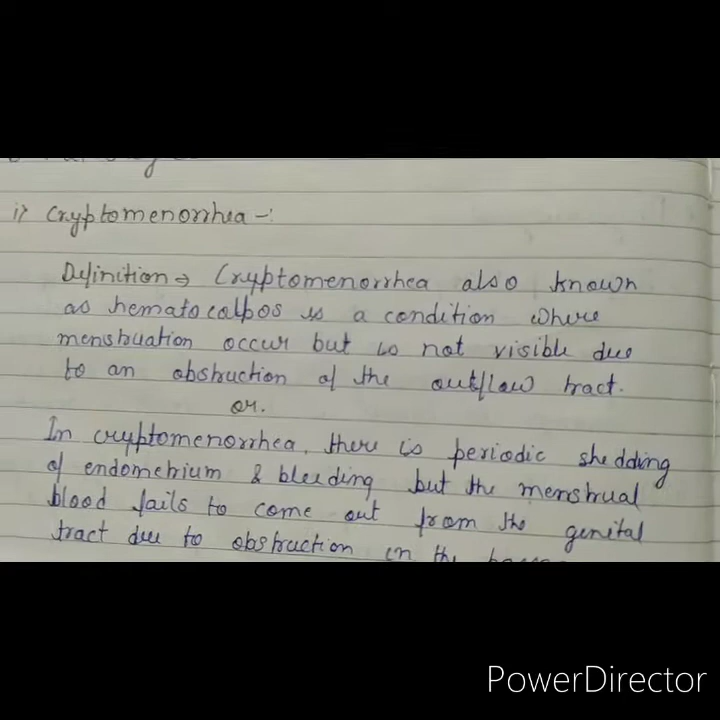 i) Cryptomenorrhea -:
Definition → Cryptomenorrhea also known
as hematocalpos is a condition where
menstruation occur but is not visible due
to an obstruction of the outflow tract.
or.
In cryptomenorrhea, there is periodic shedding
of endometrium & bleeding but the menstrual
blood fails to come out from the genital
tract due to obstruction in the
PowerDirector